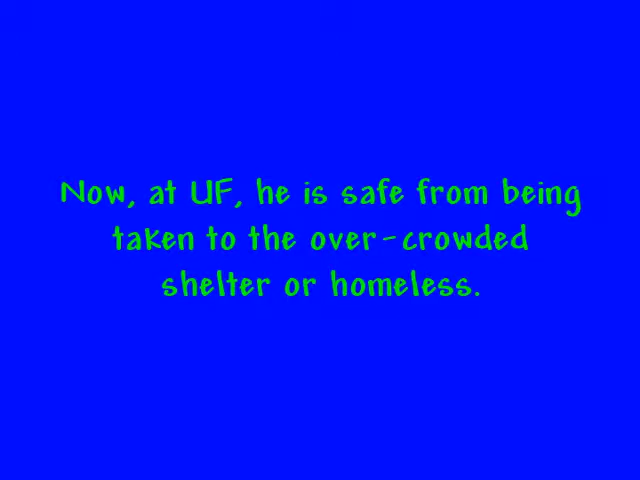 Now, at UF, he is safe from being
taken to the over-crowded
shelter or homeless.